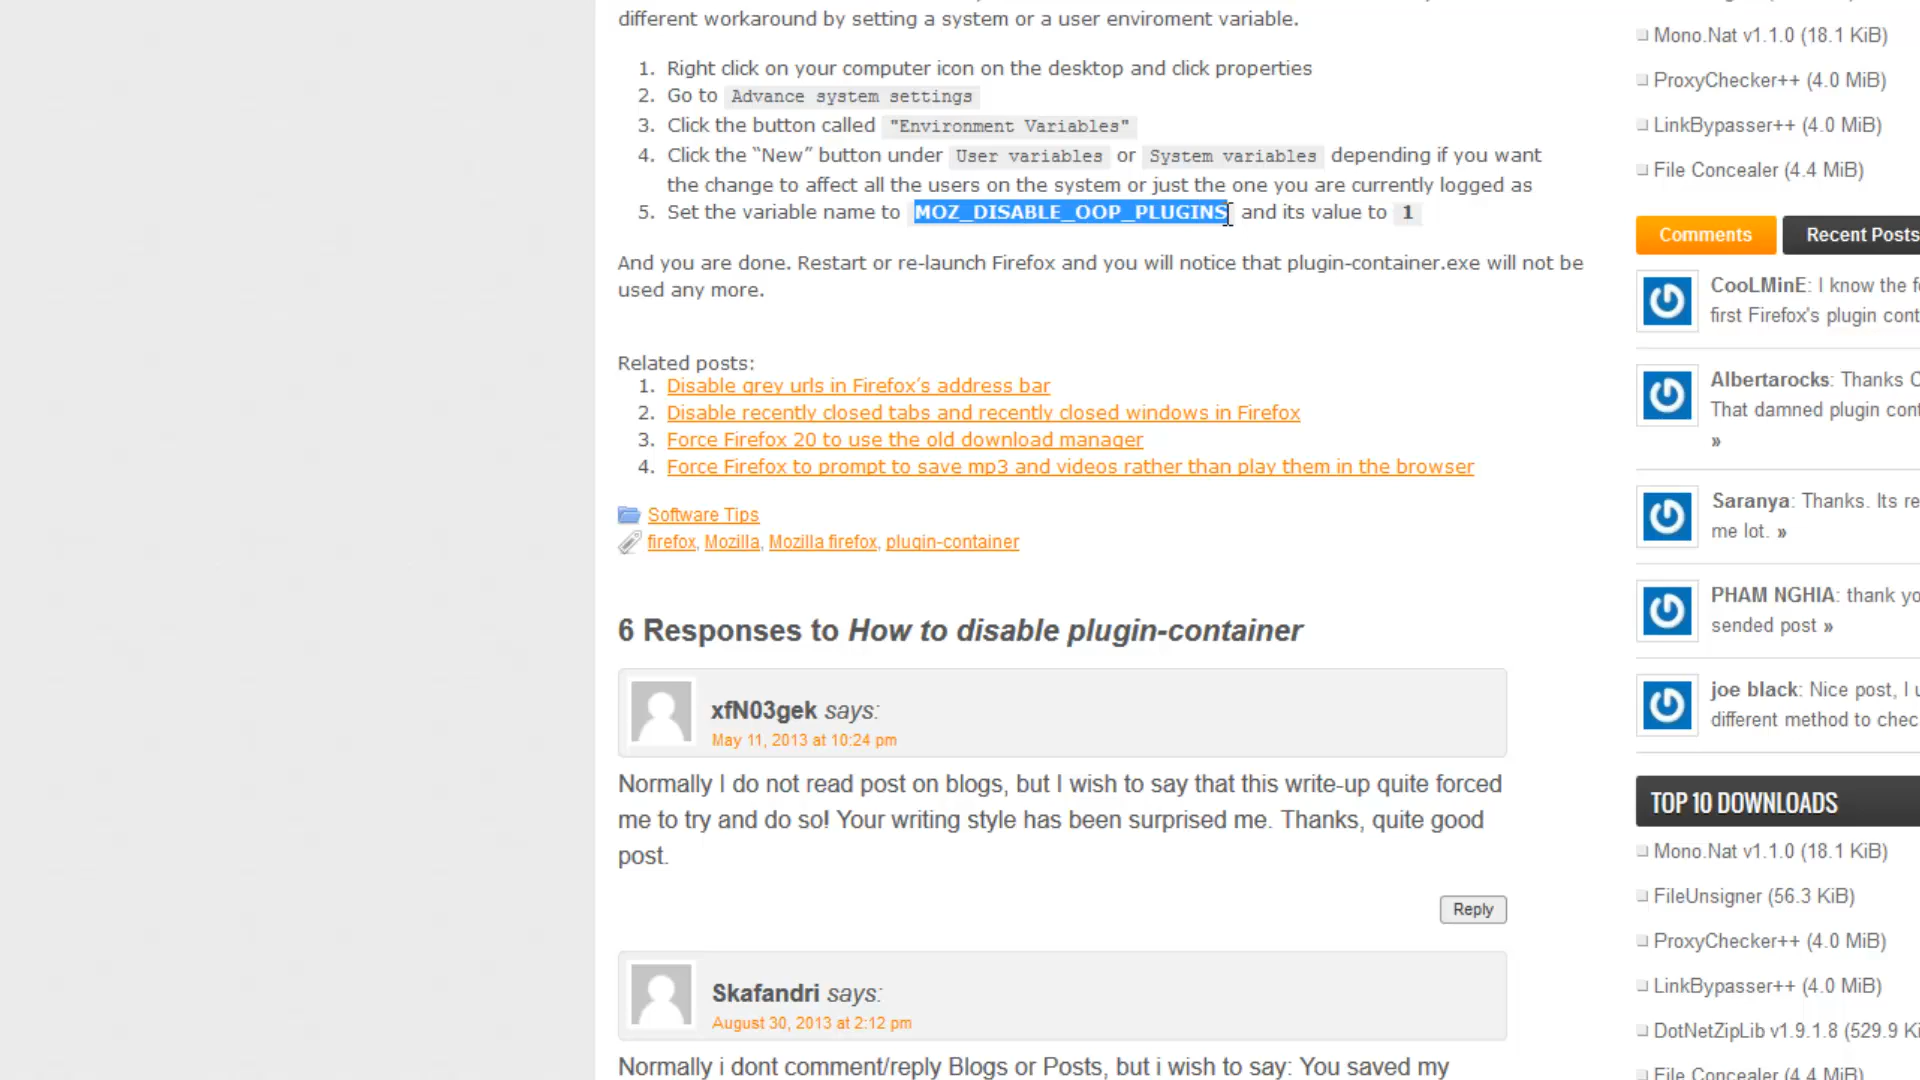 different workaround by setting a system or a user enviroment variable.
1. Right click on your computer icon on the desktop and click properties
2. Go to Advance system settings
3. Click the button called "Environment Variables"
4. Click the “New” button under User variables or System variables depending if you want
the change to affect all the users on the system or just the one you are currently logged as
5. Set the variable name to MOZ_DISABLE_OOP_PLUGINS and its value to 1
And you are done. Restart or re-launch Firefox and you will notice that plugin-container.exe will not be
used any more.
Related posts:
1. Disable grey urls in Firefox’s address bar
2. Disable recently closed tabs and recently closed windows in Firefox
3. Force Firefox 20 to use the old download manager
4. Force Firefox to prompt to save mp3 and videos rather than play them in the browser
Software Tips
firefox, Mozilla, Mozilla firefox, plugin-container
6 Responses to How to disable plugin-container
xfN03gek says:
May 11, 2013 at 10:24 pm
Normally I do not read post on blogs, but I wish to say that this write-up quite forced
me to try and do so! Your writing style has been surprised me. Thanks, quite good
post.
Reply
Skafandri says:
August 30, 2013 at 2:12 pm
Normally i dont comment/reply Blogs or Posts, but i wish to say: You saved my
Mono.Nat v1.1.0 (18.1 KiB)
ProxyChecker++ (4.0 MiB)
LinkBypasser++ (4.0 MiB)
File Concealer (4.4 MiB)
Comments
Recent Posts
CooLMinE: I know the f
first Firefox's plugin cont
Albertarocks: Thanks C
That damned plugin cont
»
Saranya: Thanks. Its re
me lot. »
PHAM NGHIA: thank yo
sended post »
joe black: Nice post, I u
different method to chec
TOP 10 DOWNLOADS
Mono.Nat v1.1.0 (18.1 KiB)
FileUnsigner (56.3 KiB)
ProxyChecker++ (4.0 MiB)
LinkBypasser++ (4.0 MiB)
DotNetZipLib v1.9.1.8 (529.9 Ki
File Concealer (4.4 MiB)